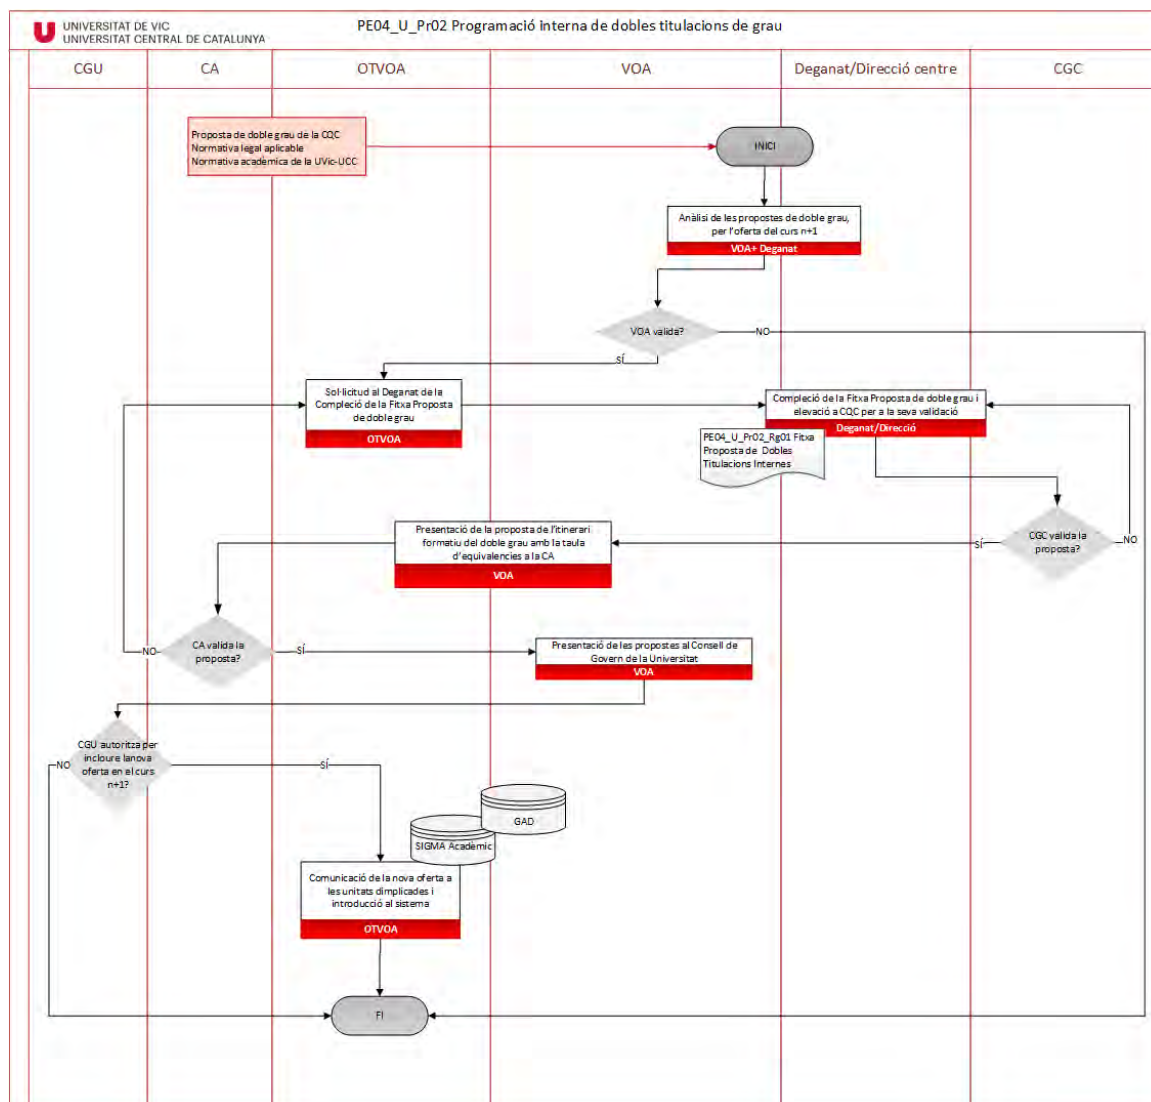 UNIVERSITAT DE VIC
UNIVERSITAT CENTRAL DE CATALUNYA
PE04_U_Pr02 Programació interna de dobles titulacions de grau
CGU
CA
OTVOA
VOA
Deganat/Direcció centre
CGC
Proposta de doble grau de la CQC
Normativa legal aplicable
Normativa acadèmica de la UVic-UCC
INICI
Anàlisi de les propostes de doble grau,
per l'oferta del curs n+1
VOA+ Deganat
VOA valida?
NO
SÍ
Sol·licitud al Deganat de la
Compleció de la Fitxa Proposta
de doble grau
OTVOA
Compleció de la Fitxa Proposta de doble grau i
elevació a CQC per a la seva validació
Deganat/Direcció
PE04_U_Pr02_Rg01 Fitxa
Proposta de Dobles
Titulacions Internes
Presentació de la proposta de l'itinerari
formatiu del doble grau amb la taula
d'equivalencies a la CA
VOA
SÍ
CGC valida la
proposta?
NO
NO
CA valida la
proposta?
SÍ
Presentació de les propostes al Consell de
Govern de la Universitat
VOA
NO
CGU autoritza per
incloure lanova
oferta en el curs
n+1?
SÍ
GAD
SIGMA Acadèmic
Comunicació de la nova oferta a
les unitats dimplicades i
introducció al sistema
OTVOA
FI